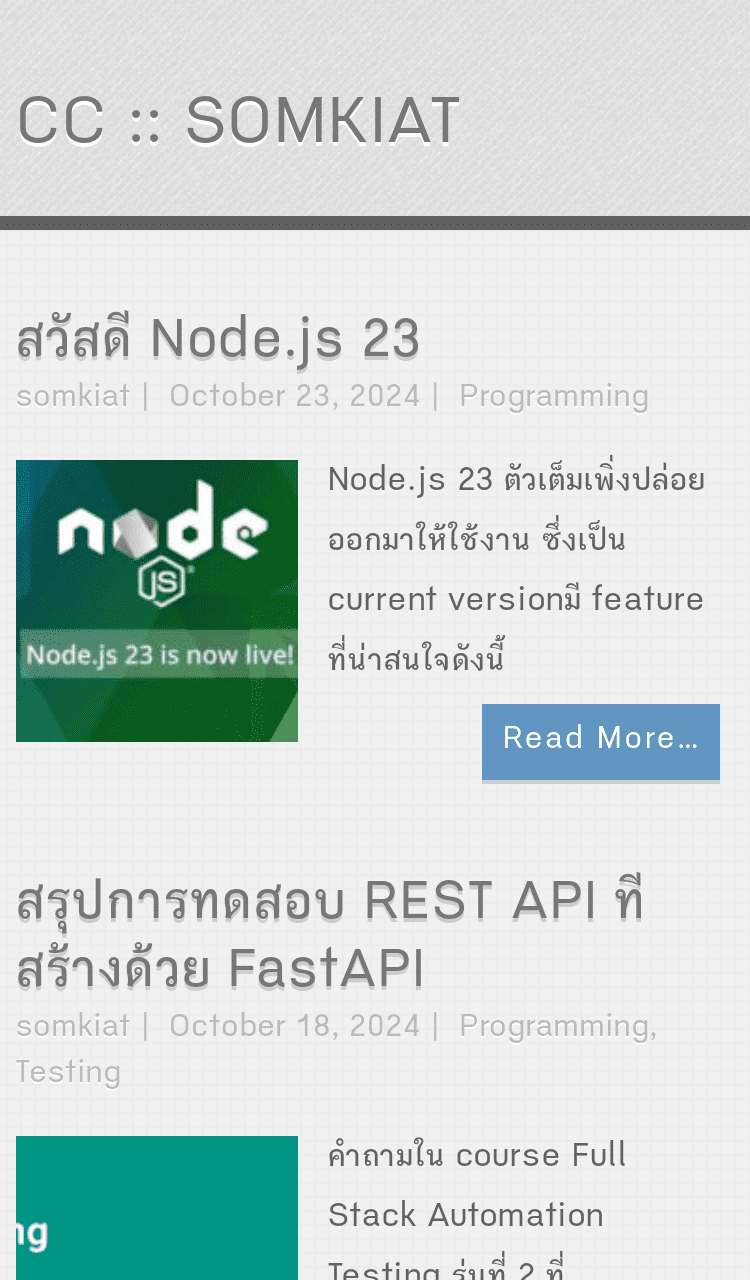 CC :: SOMKIAT
สวัสดี Node.js 23
somkiat | October 23, 2024 | Programming
node
JS
Node.js 23 is now live!
Node.js 23 ตัวเต็มเพิ่งปล่อย
ออกมาให้ใช้งาน ซึ่งเป็น
current versionมี feature
ที่น่าสนใจดังนี้
Read More...
สรุปการทดสอบ REST API ที่
สร้างด้วย FastAPI
somkiat | October 18, 2024 | Programming,
Testing
ng
คำถามใน course Full
Stack Automation
Testing รุ่นที่ 2 ที่